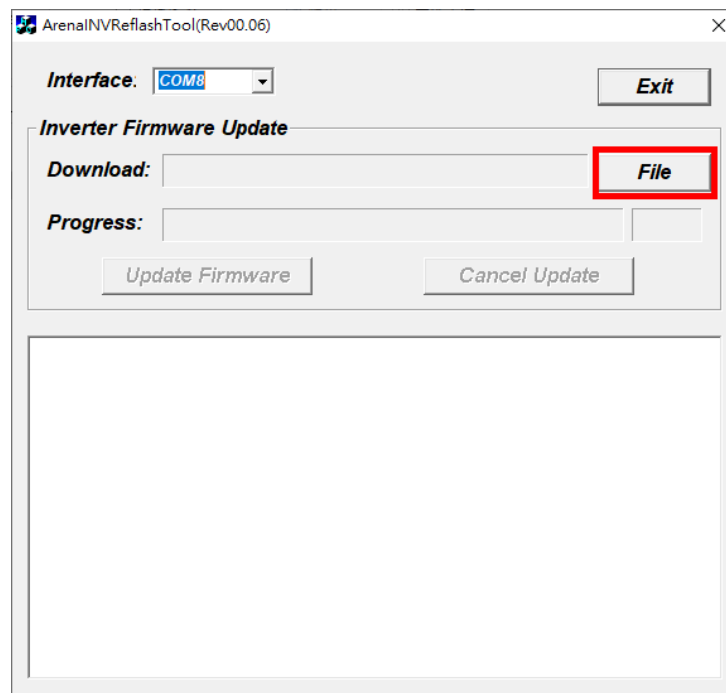 ArenaINVReflashTool(Rev00.06)
Interface: COM8
Exit
Inverter Firmware Update
Download:
File
Progress:
Update Firmware
Cancel Update